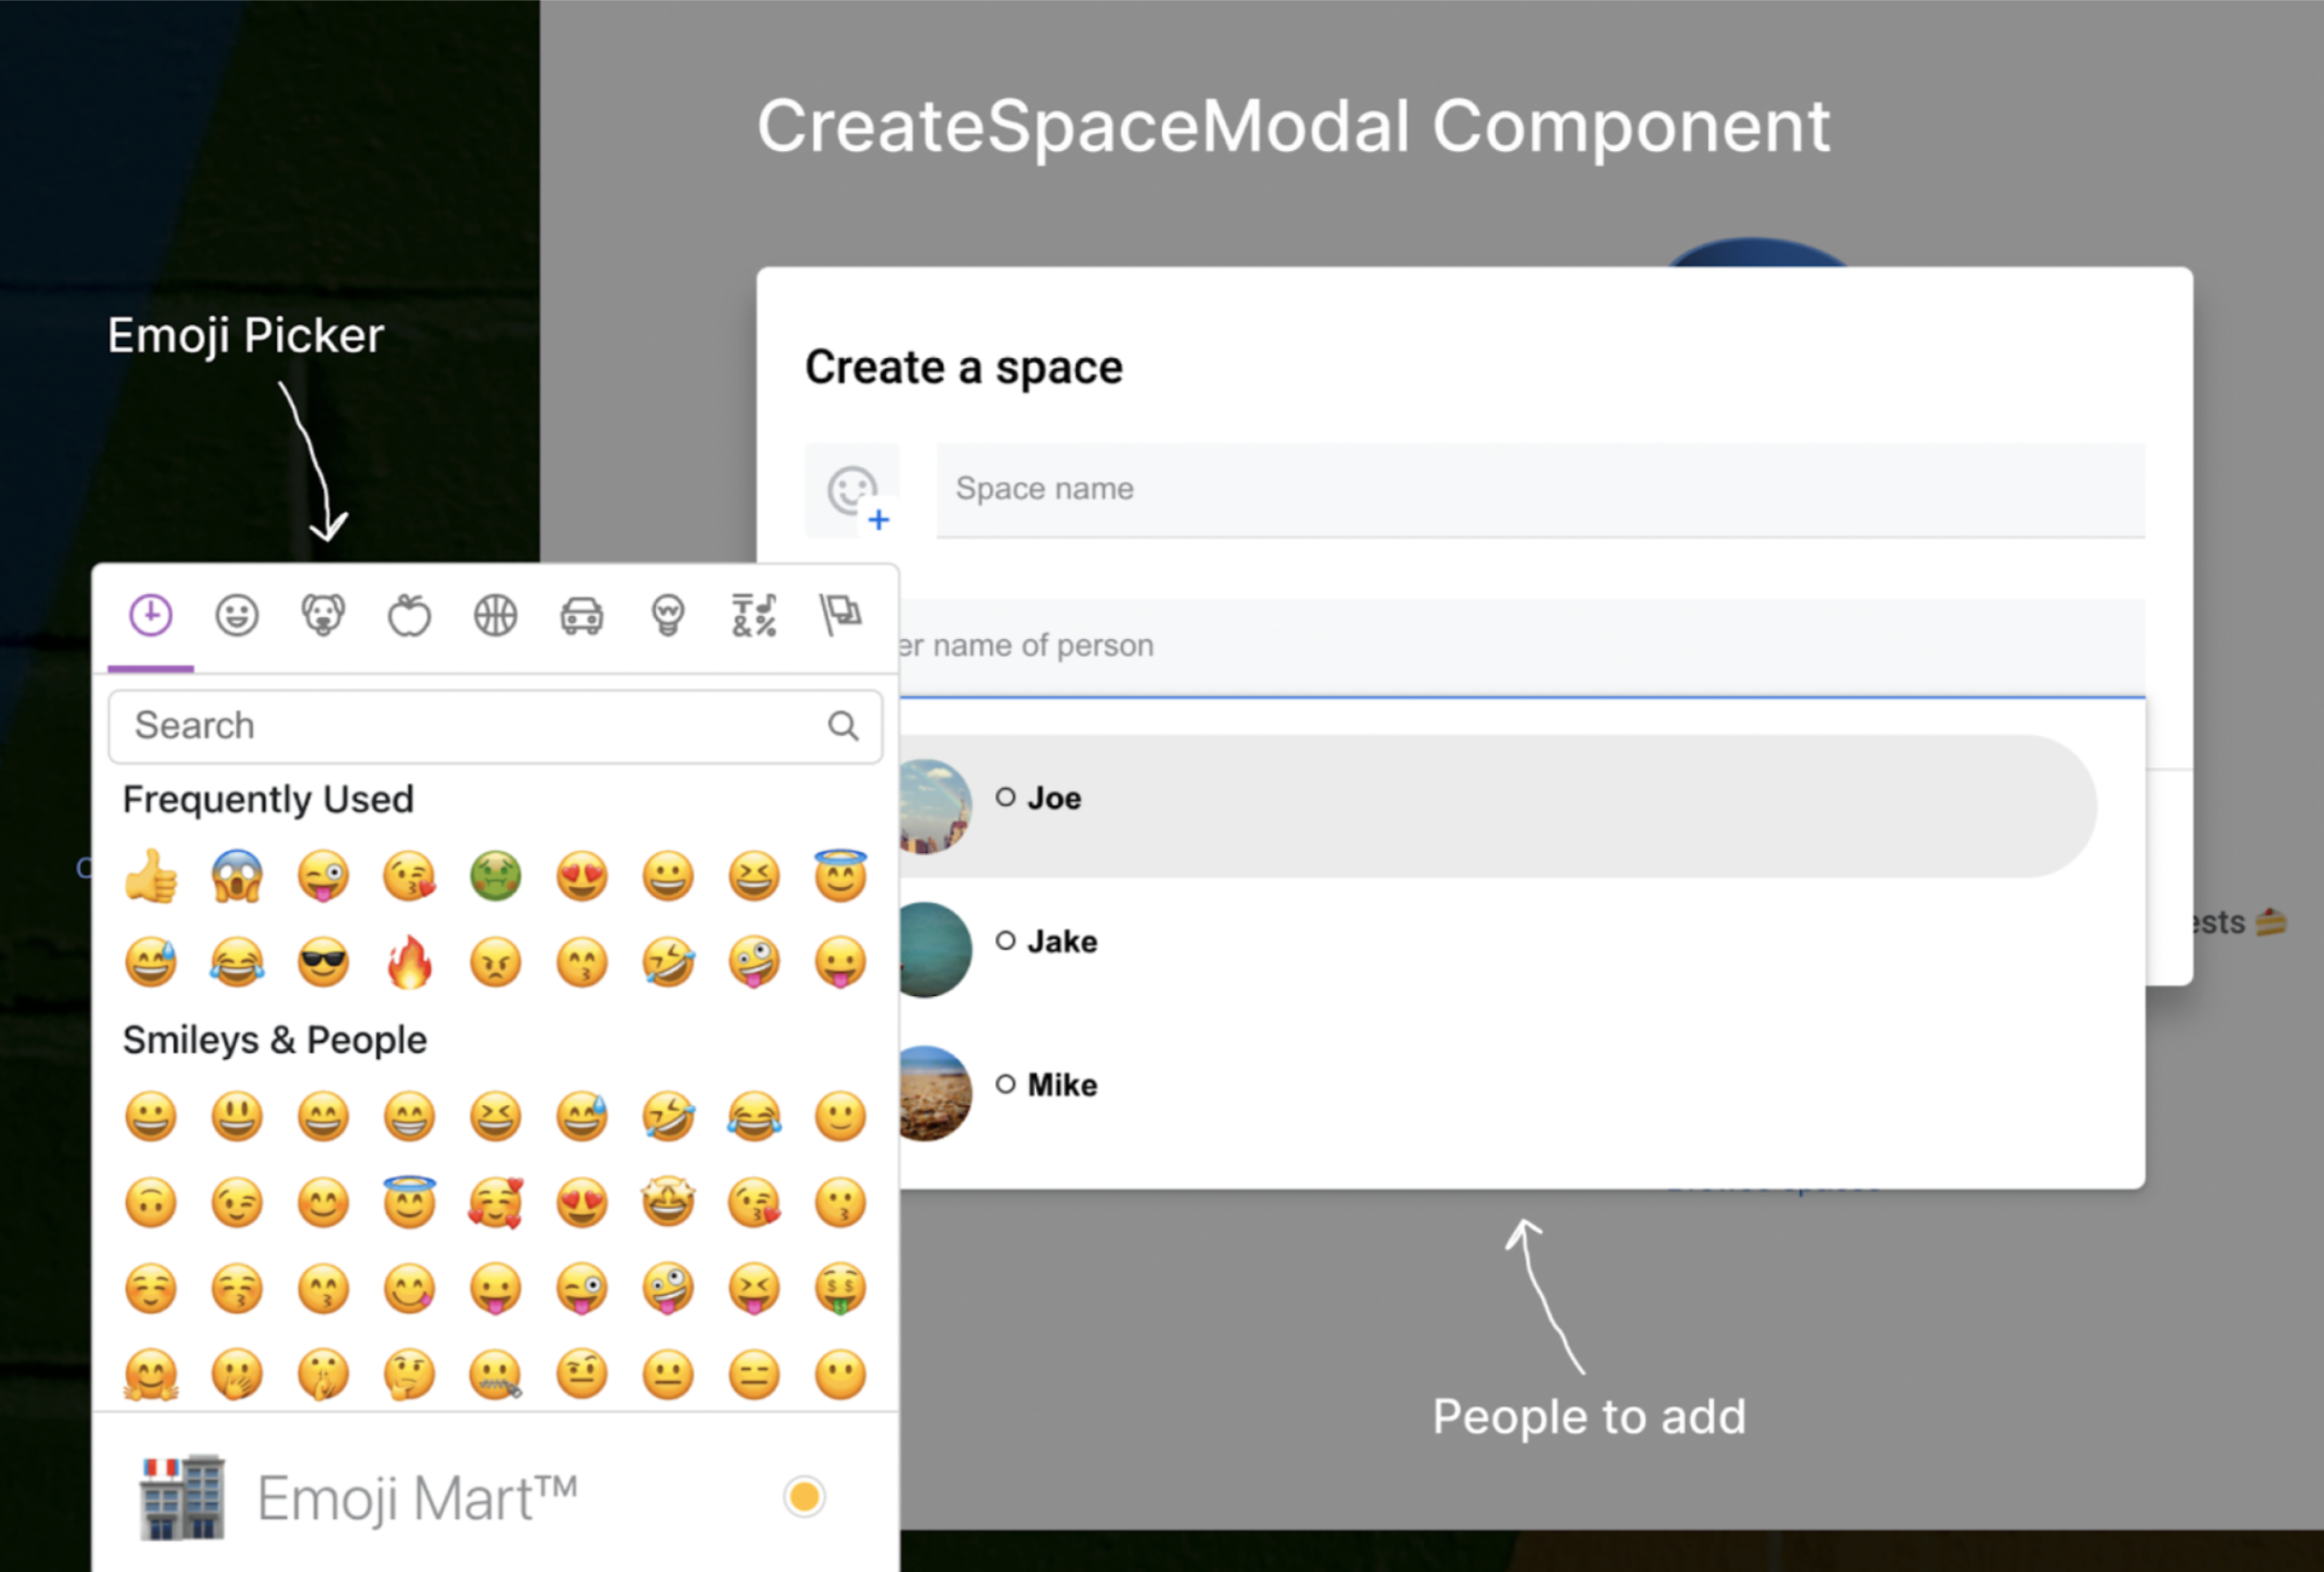 CreateSpaceModal Component
Emoji Picker
Create a space
Space name
er name of person
Search
Frequently Used
Joe
Jake
Mike
ests
Smileys & People
People to add
Emoji Mart™